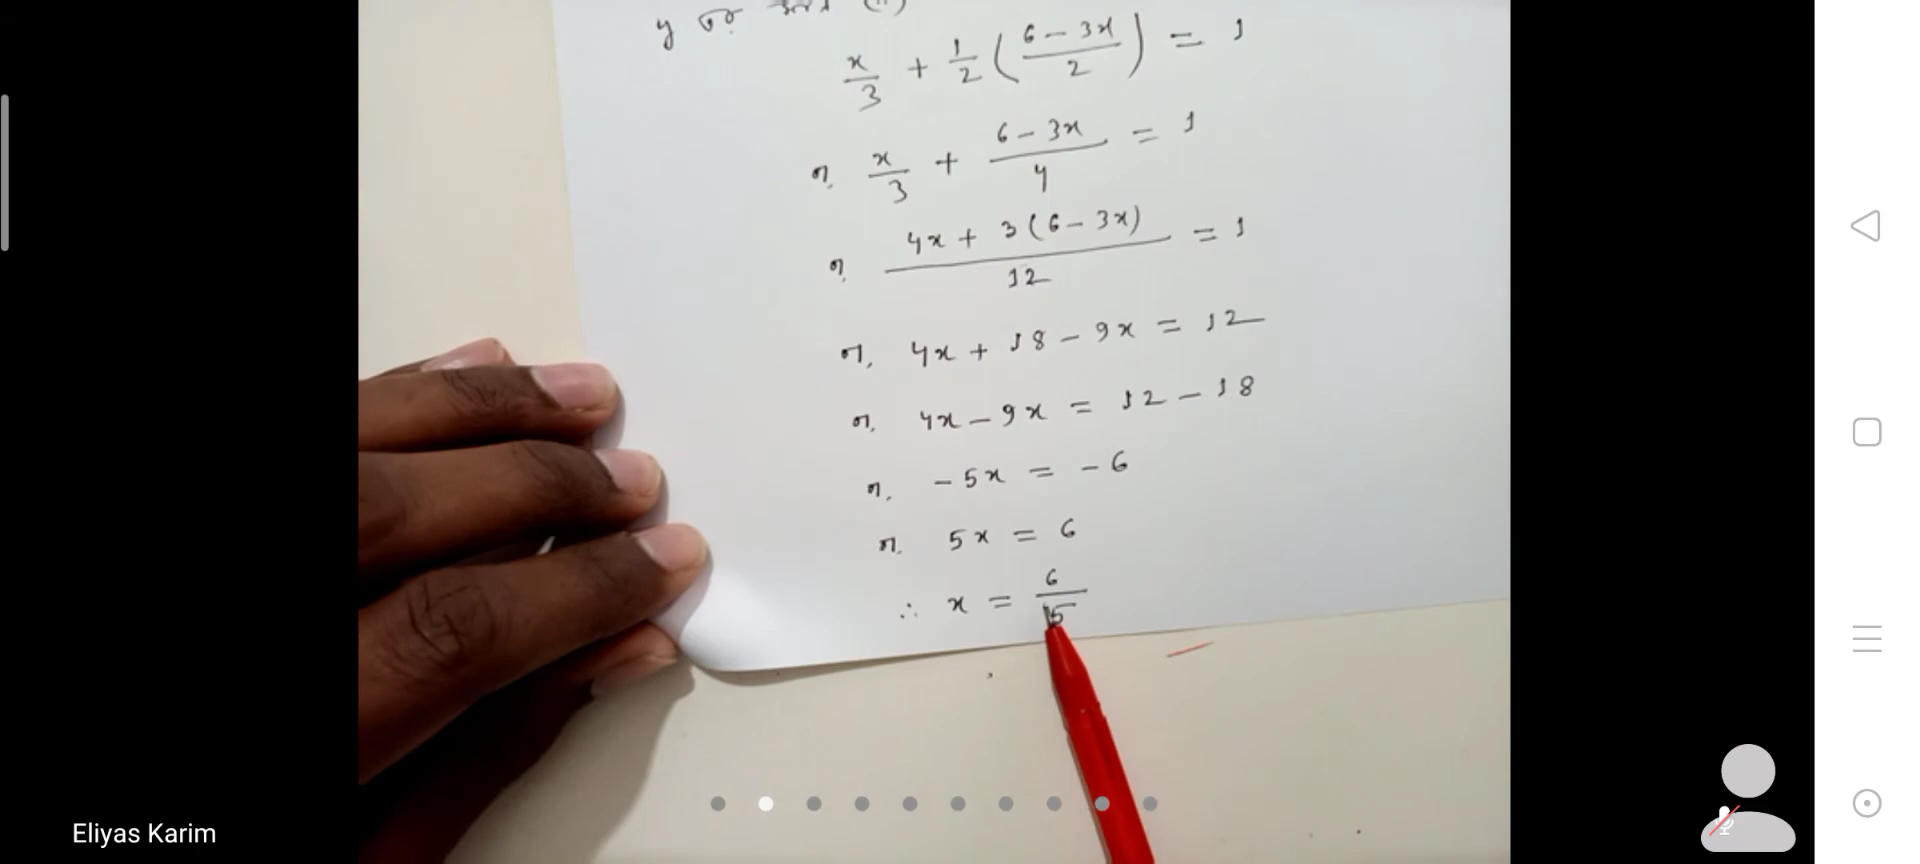 y এর
x/3 + 1/2 ( (6 - 3x)/2 ) = 1
বা, x/3 + (6 - 3x)/4 = 1
বা, (4x + 3(6 - 3x))/12 = 1
বা, 4x + 18 - 9x = 12
বা, 4x - 9x = 12 - 18
বা, - 5x = - 6
বা, 5x = 6
∴ x = 6/5
Eliyas Karim